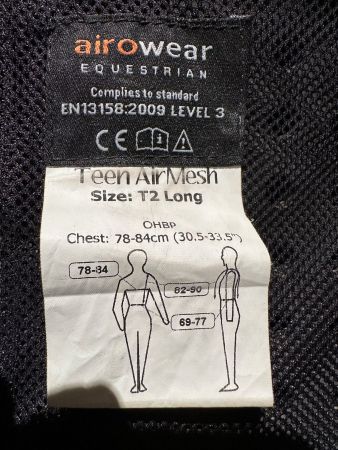 airowear
EQUESTRIAN
Complies to standard
EN13158:2009 LEVEL 3
CE
Teen AirMesh
Size: T2 Long
OHBP
Chest: 78-84cm (30.5-33.5")
78-84
82-90
69-77